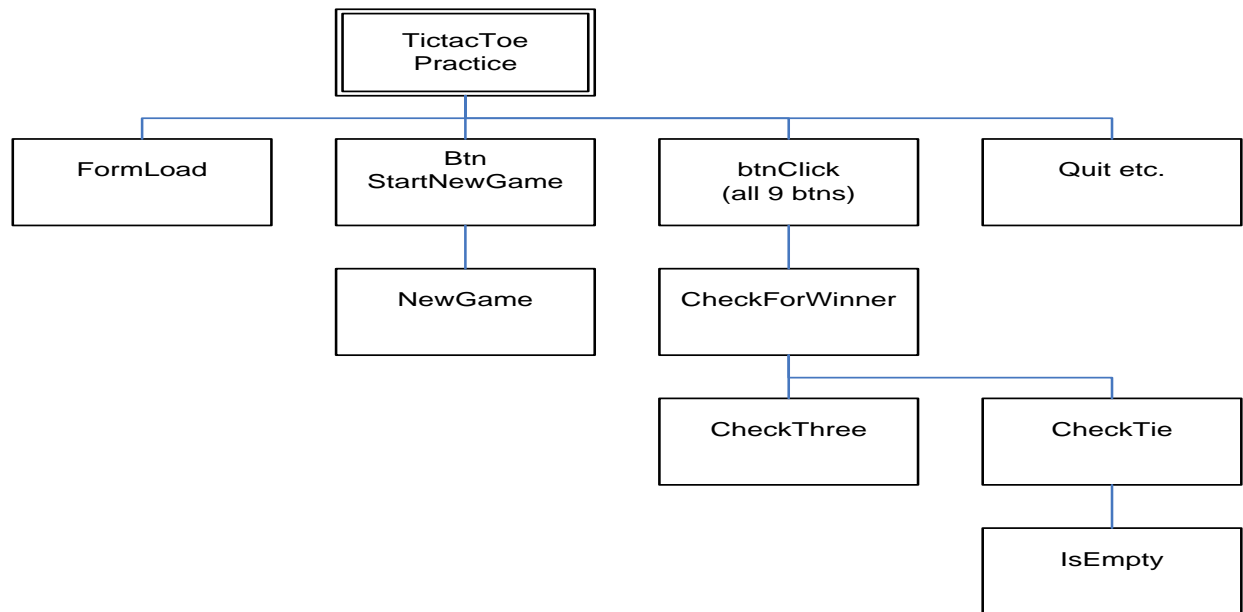 TictacToe
Practice
FormLoad
Btn
StartNewGame
btnClick
(all 9 btns)
Quit etc.
NewGame
CheckForWinner
CheckThree
CheckTie
IsEmpty